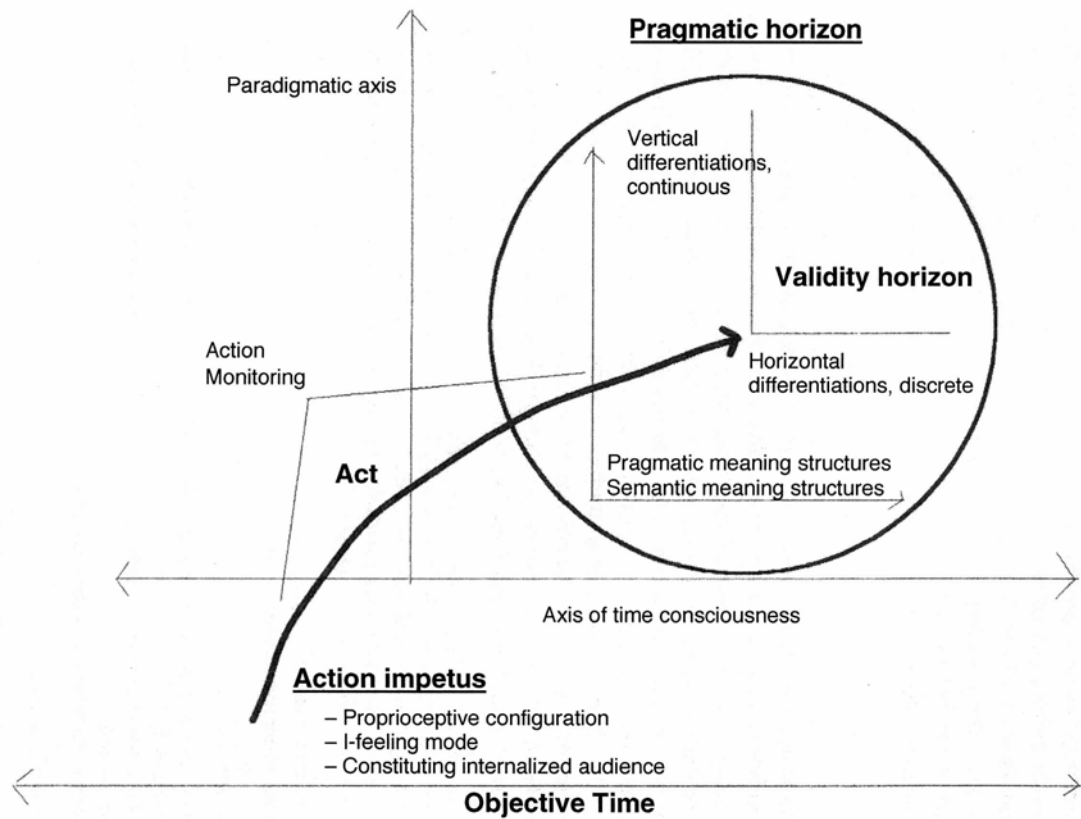 Pragmatic horizon
Paradigmatic axis
Vertical
differentiations,
continuous
Validity horizon
Action
Monitoring
Horizontal
differentiations, discrete
Act
Pragmatic meaning structures
Semantic meaning structures
Axis of time consciousness
Action impetus
– Proprioceptive configuration
– I-feeling mode
– Constituting internalized audience
Objective Time